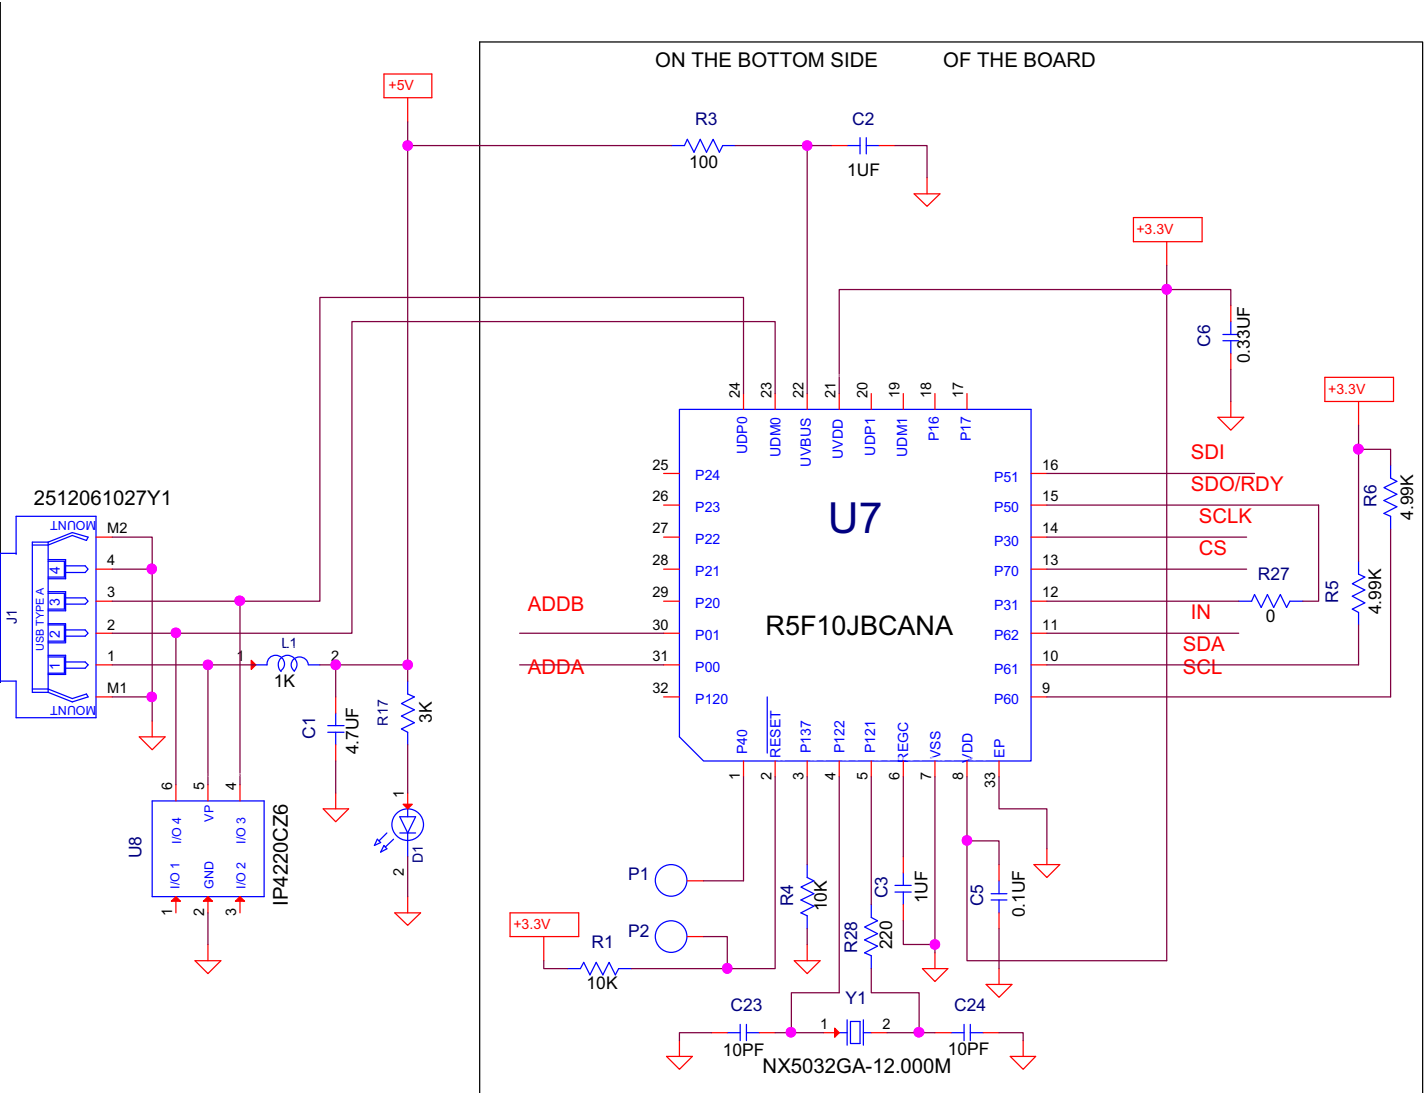 ON THE BOTTOM SIDE OF THE BOARD
+5V
R3
100
C2
1UF
+3.3V
C6
0.33UF
+3.3V
R6
4.99K
R5
4.99K
24 23 22 21 20 19 18 17
UDP0 UDM0 UVBUS UVDD UDP1 UDM1 P16 P17
25 P24
26 P23
27 P22
28 P21
29 P20
ADDB 30 P01
ADDA 31 P00
32 P120
U7
R5F10JBCANA
P51 16 SDI
P50 15 SDO/RDY
P30 14 SCLK
P70 13 CS
P31 12
R27
0
P62 11 IN
P61 10 SDA
P60 9 SCL
P40 RESET P137 P122 P121 REGC VSS VDD EP
1 2 3 4 5 6 7 8 33
2512061027Y1
J1
USB TYPE A
MOUNT M2
4 4
3 3
2 2
1 1
MOUNT M1
1 L1 2
1K
C1
4.7UF
R17
3K
1
D1
2
6 5 4
I/O 4 VP I/O 3
U8
IP4220CZ6
I/O 1 GND I/O 2
1 2 3
P1
P2
+3.3V
R1
10K
R4
10K
R28
220
C3
1UF
C5
0.1UF
C23
10PF
1 Y1 2
C24
10PF
NX5032GA-12.000M